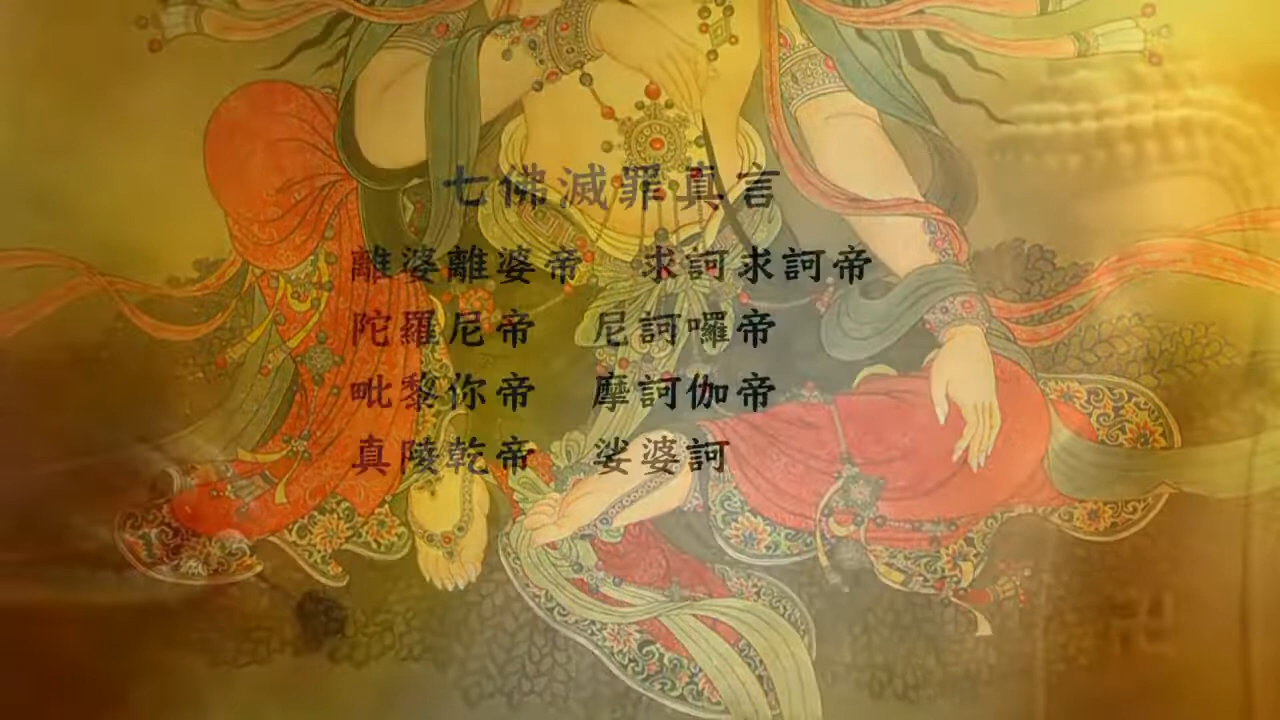 七佛滅罪真言
離婆離婆帝 求訶求訶帝
陀羅尼帝 尼訶囉帝
毗黎你帝 摩訶伽帝
真陵乾帝 娑婆訶